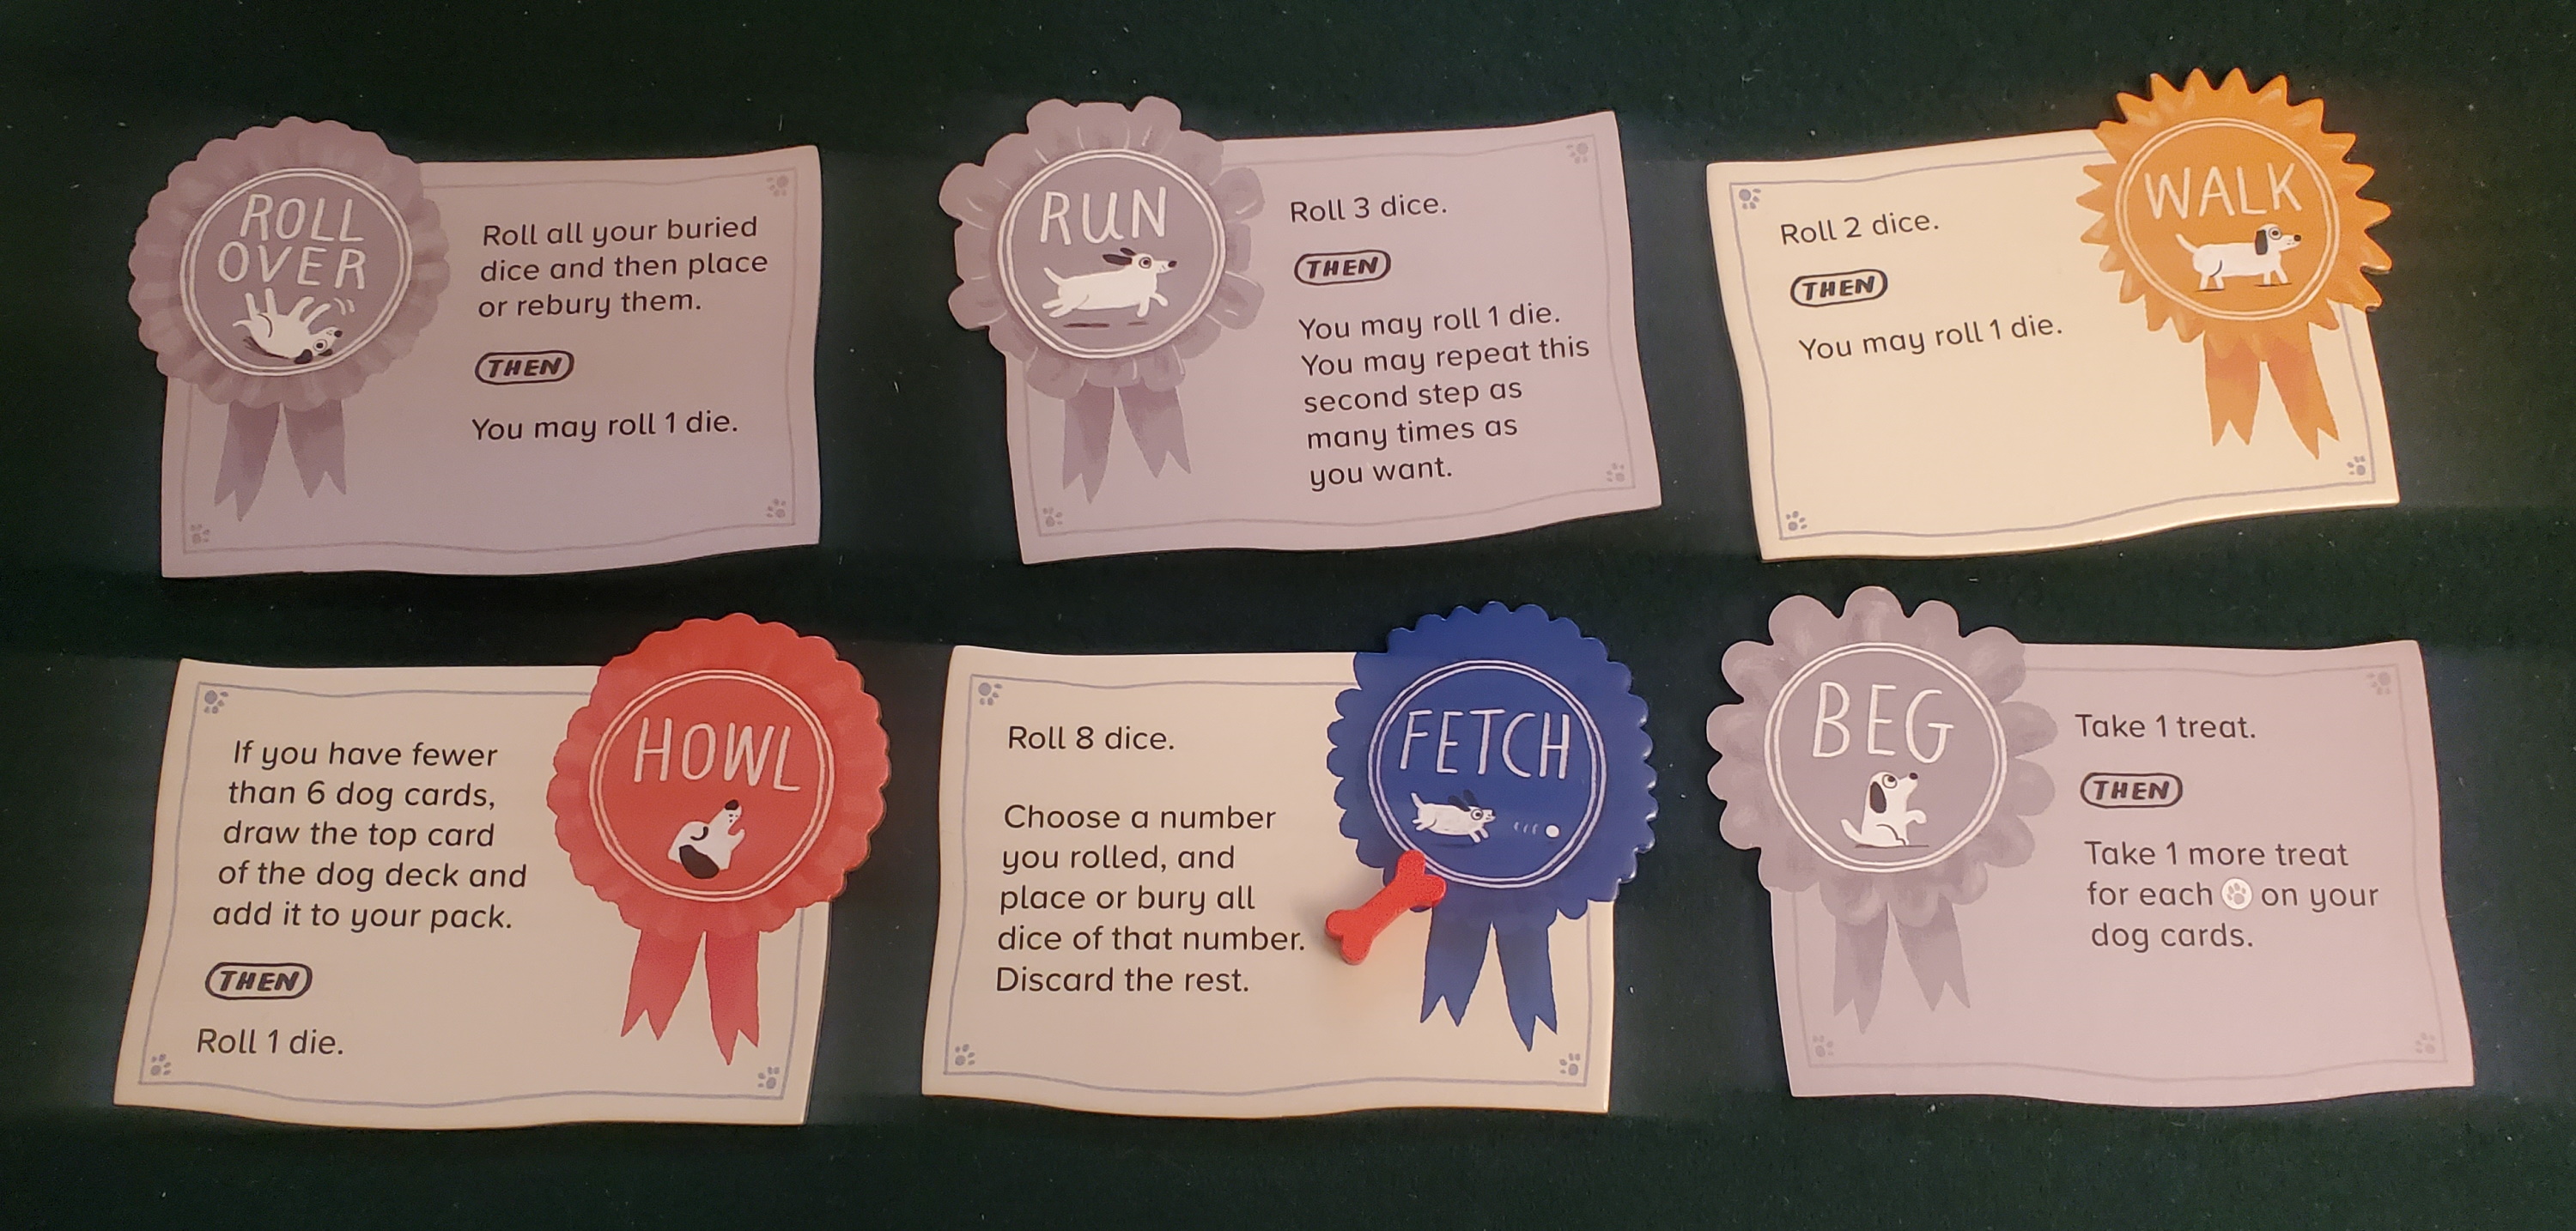 ROLL
OVER
Roll all your buried
dice and then place
or rebury them.
THEN
You may roll 1 die.
RUN
Roll 3 dice.
THEN
You may roll 1 die.
You may repeat this
second step as
many times as
you want.
WALK
Roll 2 dice.
THEN
You may roll 1 die.
HOWL
If you have fewer
than 6 dog cards,
draw the top card
of the dog deck and
add it to your pack.
THEN
Roll 1 die.
FETCH
Roll 8 dice.
Choose a number
you rolled, and
place or bury all
dice of that number.
Discard the rest.
BEG
Take 1 treat.
THEN
Take 1 more treat
for each on your
dog cards.